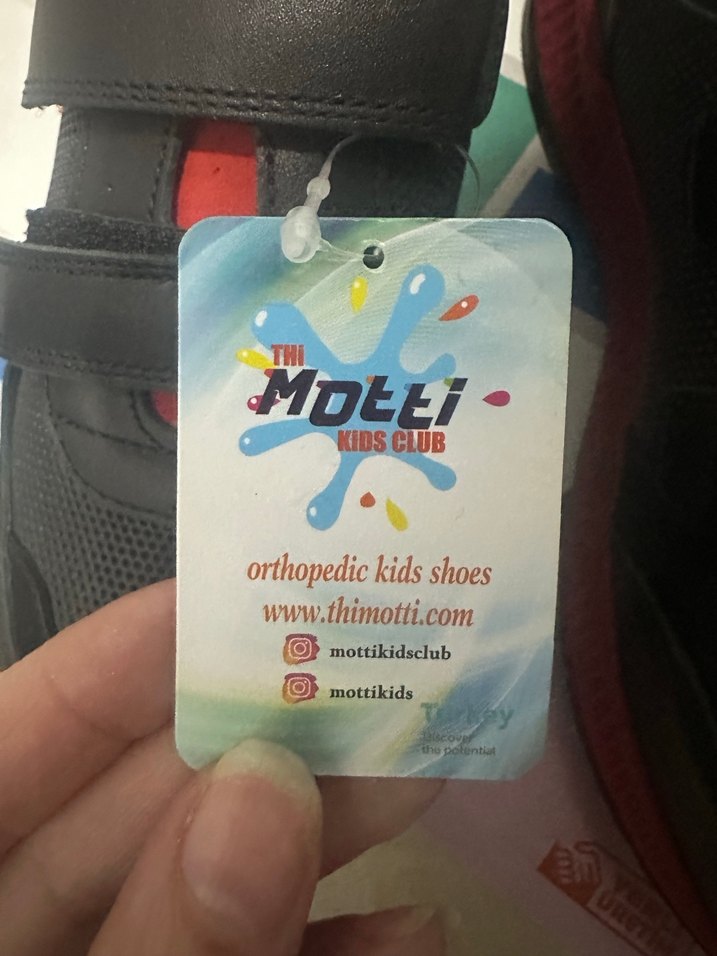 THi
Motti
KIDS CLUB
orthopedic kids shoes
www.thimotti.com
mottikidsclub
mottikids
Turkey
Discover
the potential